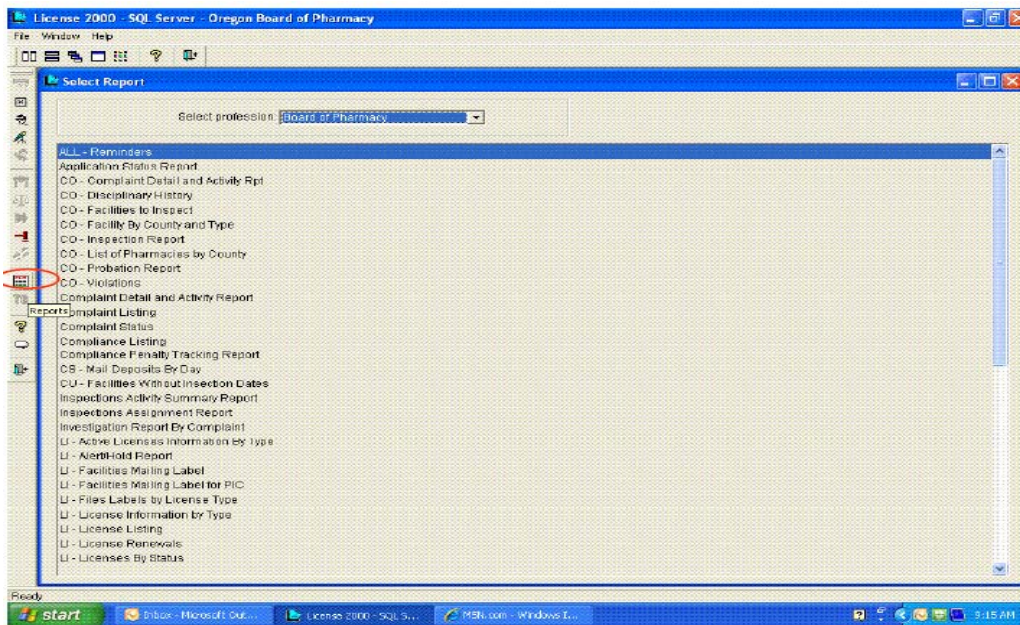 License 2000 - SQL Server - Oregon Board of Pharmacy
File Window Help
Select Report
Select profession: Board of Pharmacy
ALL - Reminders
Application Status Report
CO - Complaint Detail and Activity Rpt
CO - Disciplinary History
CO - Facilities to Inspect
CO - Facility By County and Type
CO - Inspection Report
CO - List of Pharmacies by County
CO - Probation Report
CO - Violations
Complaint Detail and Activity Report
Reports
Complaint Listing
Complaint Status
Compliance Listing
Compliance Penalty Tracking Report
CS - Mail Deposits By Day
CU - Facilities Without Insection Dates
Inspections Activity Summary Report
Inspections Assignment Report
Investigation Report By Complaint
LI - Active Licenses Information By Type
LI - Alert/Hold Report
LI - Facilities Mailing Label
LI - Facilities Mailing Label for PIC
LI - Files Labels by License Type
LI - License Information by Type
LI - License Listing
LI - License Renewals
LI - Licenses By Status
Ready
start
Inbox - Microsoft Out...
License 2000 - SQL S...
MSN.com - Windows I...
9:15 AM